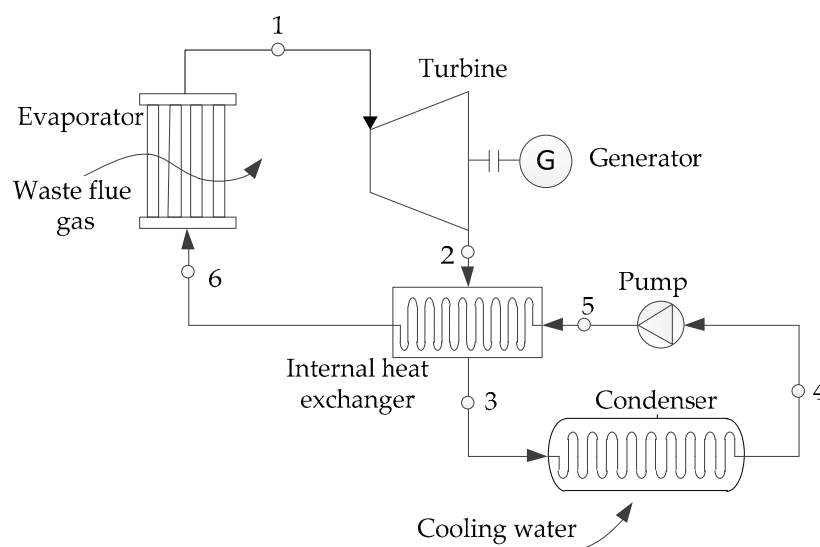 1
Turbine
Evaporator
G
Generator
Waste flue
gas
2
6
Pump
5
Internal heat
exchanger
3
Condenser
4
Cooling water